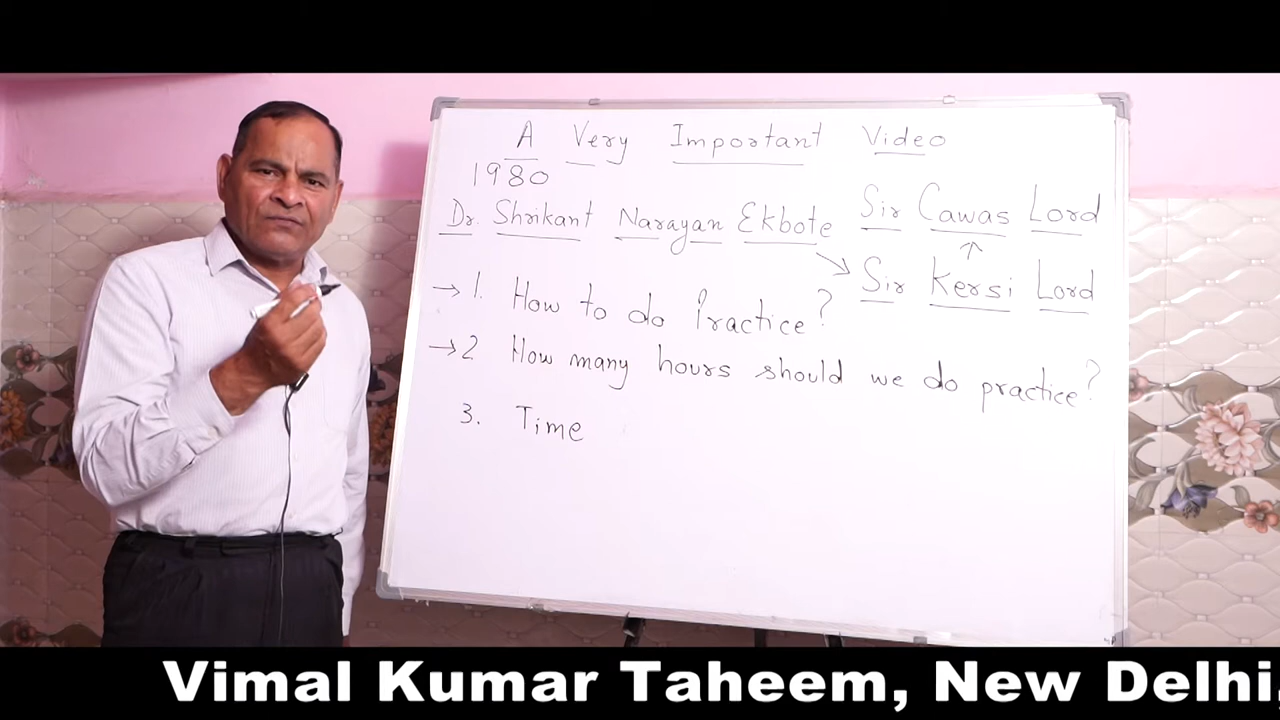 A Very Important Video
1980
Dr. Shrikant Narayan Ekbote
Sir Cawas Lord
↑
→ Sir Kersi Lord
→ 1. How to do Practice?
→ 2. How many hours should we do practice?
3. Time
Vimal Kumar Taheem, New Delhi,